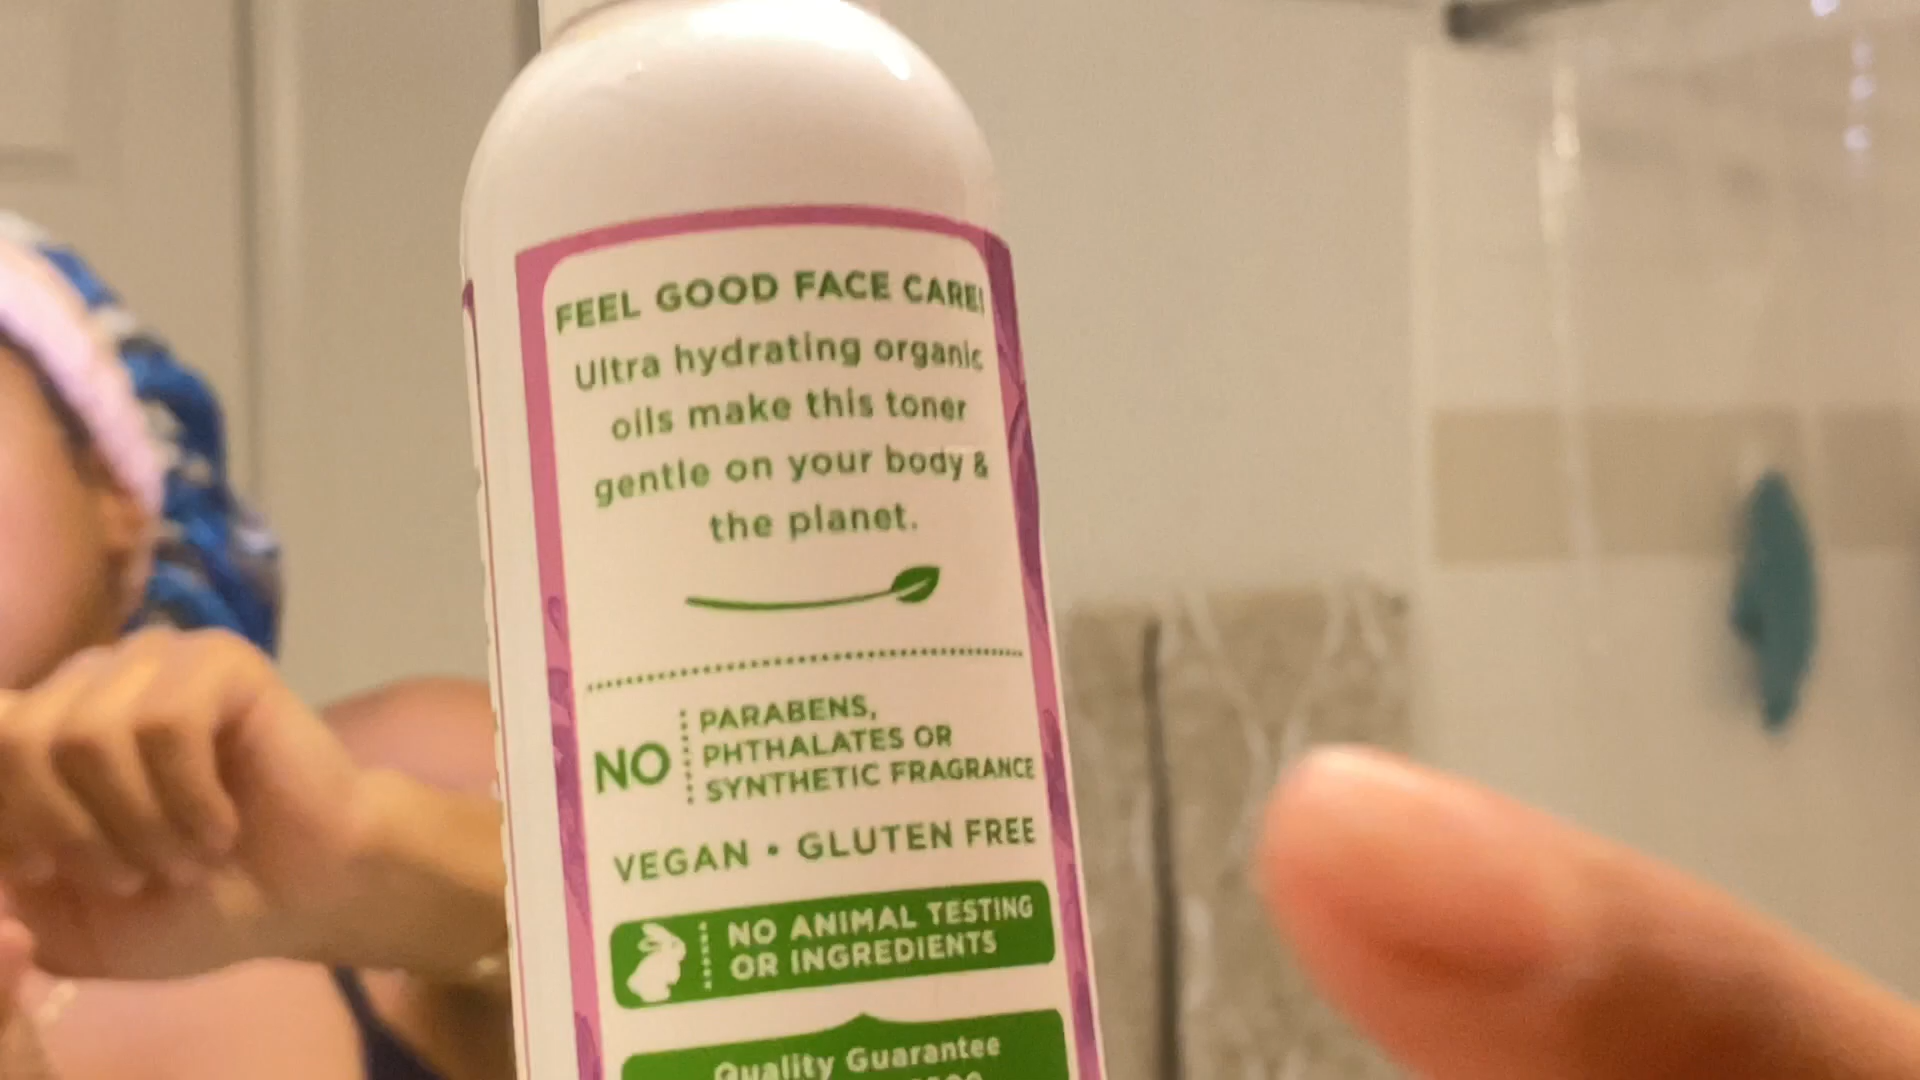 FEEL GOOD FACE CARE!
Ultra hydrating organic
oils make this toner
gentle on your body &
the planet.
NO
PARABENS,
PHTHALATES OR
SYNTHETIC FRAGRANCE
VEGAN • GLUTEN FREE
NO ANIMAL TESTING
OR INGREDIENTS
Quality Guarantee